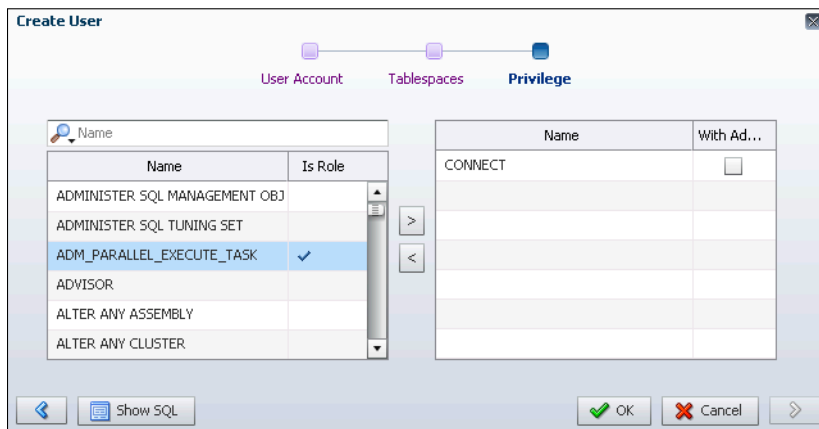 Create User
User Account Tablespaces Privilege
Name
Name Is Role
ADMINISTER SQL MANAGEMENT OBJ
ADMINISTER SQL TUNING SET
ADM_PARALLEL_EXECUTE_TASK
ADVISOR
ALTER ANY ASSEMBLY
ALTER ANY CLUSTER
>
<
Name With Ad...
CONNECT
Show SQL OK Cancel